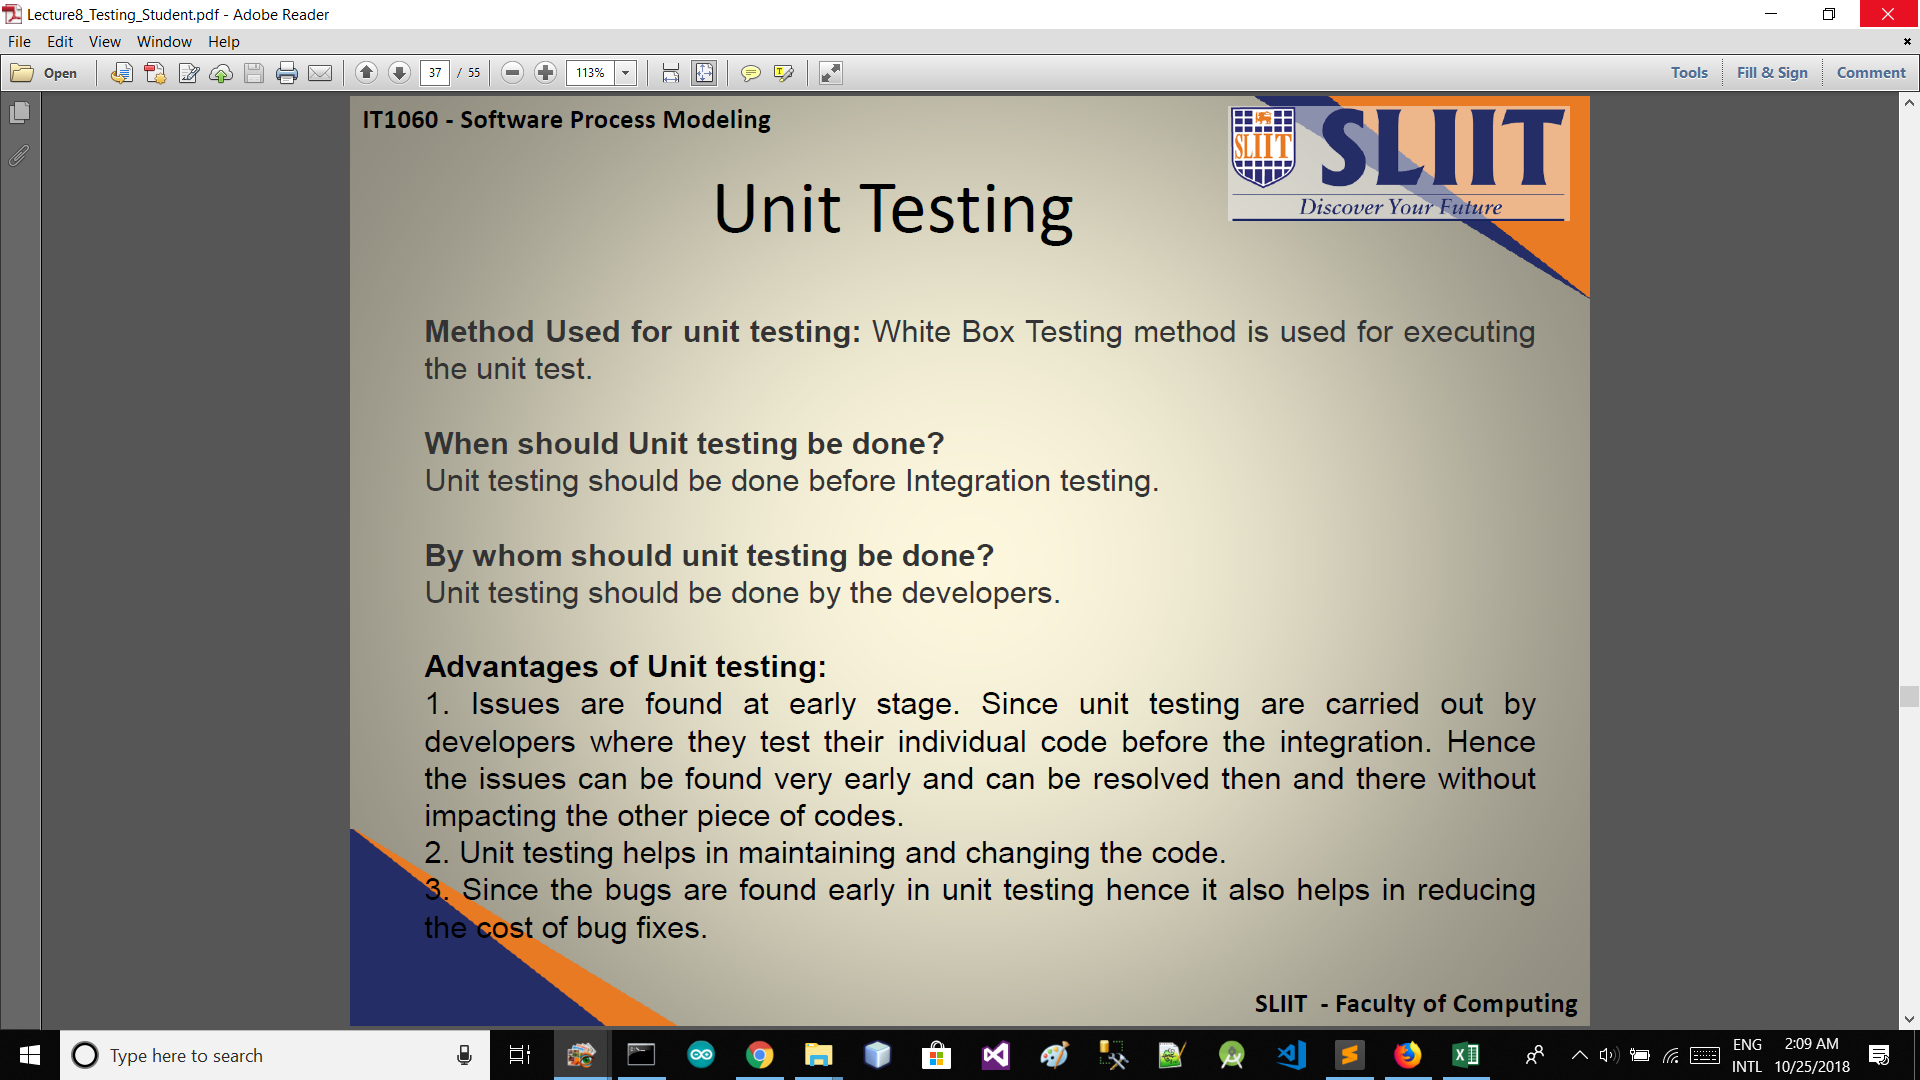 Lecture8_Testing_Student.pdf - Adobe Reader
File Edit View Window Help
Open 37 / 55 113% Tools Fill & Sign Comment
IT1060 - Software Process Modeling
SLIIT SLIIT
Discover Your Future
Unit Testing
Method Used for unit testing: White Box Testing method is used for executing
the unit test.
When should Unit testing be done?
Unit testing should be done before Integration testing.
By whom should unit testing be done?
Unit testing should be done by the developers.
Advantages of Unit testing:
1. Issues are found at early stage. Since unit testing are carried out by
developers where they test their individual code before the integration. Hence
the issues can be found very early and can be resolved then and there without
impacting the other piece of codes.
2. Unit testing helps in maintaining and changing the code.
3. Since the bugs are found early in unit testing hence it also helps in reducing
the cost of bug fixes.
SLIIT - Faculty of Computing
Type here to search
ENG 2:09 AM
INTL 10/25/2018